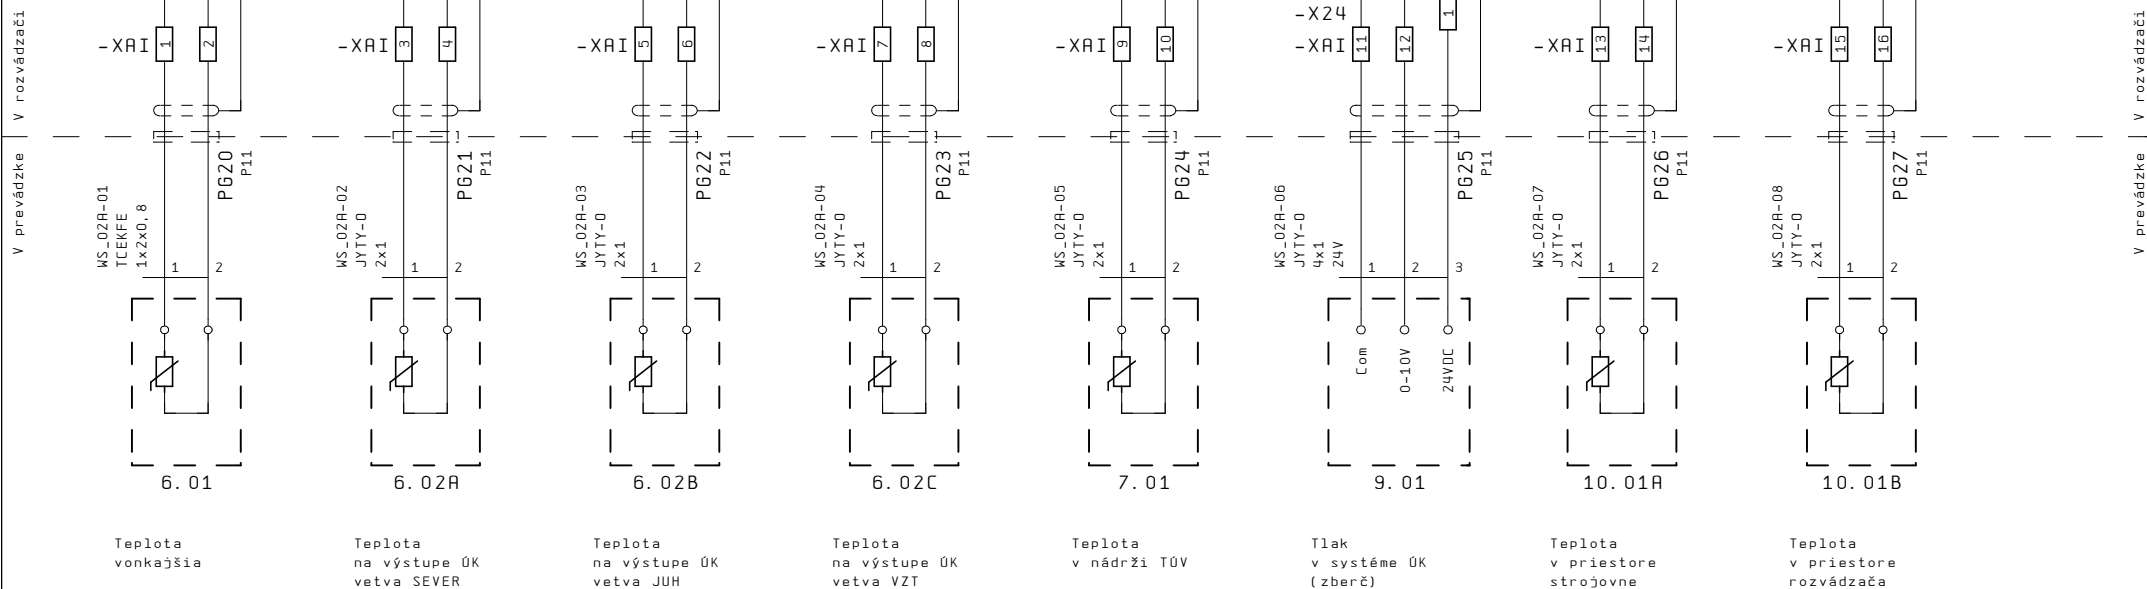 V rozvádzači
V prevádzke
-XAI 1 2
PG20
P11
WS_02A-01
TCEKFE
1x2x0,8
1 2
6.01
Teplota
vonkajšia
-XAI 3 4
PG21
P11
WS_02A-02
JYTY-O
2x1
1 2
6.02A
Teplota
na výstupe ÚK
vetva SEVER
-XAI 5 6
PG22
P11
WS_02A-03
JYTY-O
2x1
1 2
6.02B
Teplota
na výstupe ÚK
vetva JUH
-XAI 7 8
PG23
P11
WS_02A-04
JYTY-O
2x1
1 2
6.02C
Teplota
na výstupe ÚK
vetva VZT
-XAI 9 10
PG24
P11
WS_02A-05
JYTY-O
2x1
1 2
7.01
Teplota
v nádrži TÚV
-X24 1
-XAI 11 12
PG25
P11
WS_02A-06
JYTY-O
4x1
24V
1 2 3
Com
0-10V
24VDC
9.01
Tlak
v systéme ÚK
(zberč)
-XAI 13 14
PG26
P11
WS_02A-07
JYTY-O
2x1
1 2
10.01A
Teplota
v priestore
strojovne
-XAI 15 16
PG27
P11
WS_02A-08
JYTY-O
2x1
1 2
10.01B
Teplota
v priestore
rozvádzača
V rozvádzači
V prevádzke